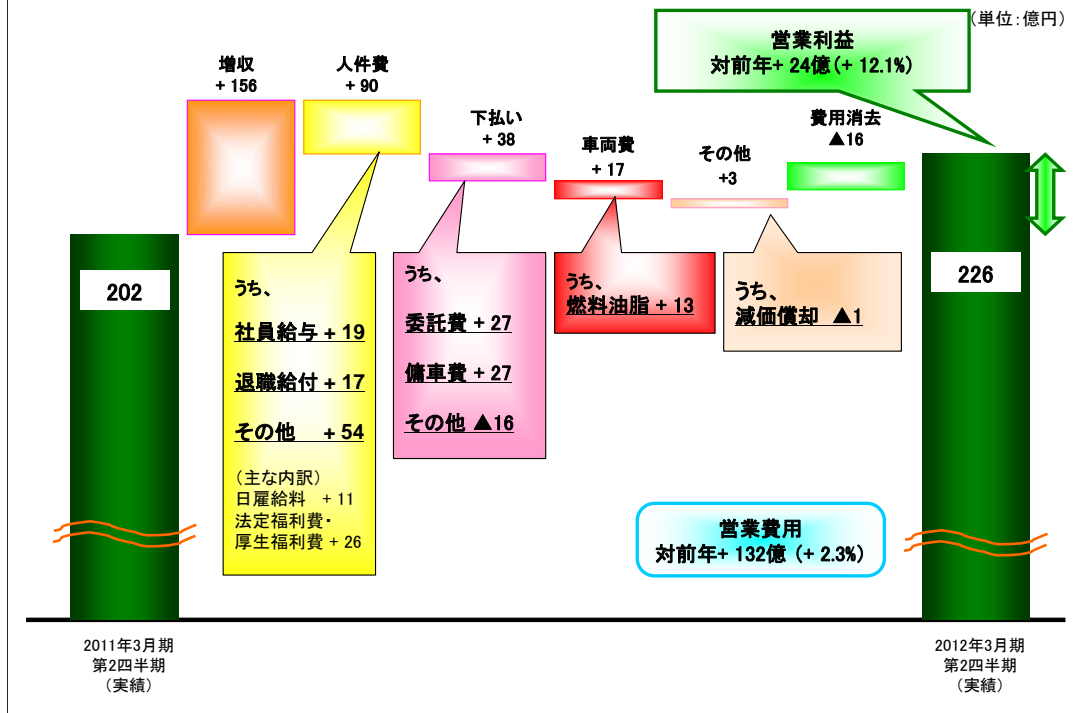 （単位：億円）
営業利益
対前年+ 24億（+ 12.1%）
増収
+ 156
人件費
+ 90
下払い
+ 38
車両費
+ 17
その他
+3
費用消去
▲16
202
うち、
社員給与 + 19
退職給付 + 17
その他 + 54
（主な内訳）
日雇給料 + 11
法定福利費・
厚生福利費 + 26
うち、
委託費 + 27
傭車費 + 27
その他 ▲16
うち、
燃料油脂 + 13
うち、
減価償却 ▲1
226
営業費用
対前年+ 132億 （+ 2.3%）
2011年3月期
第2四半期
（実績）
2012年3月期
第2四半期
（実績）